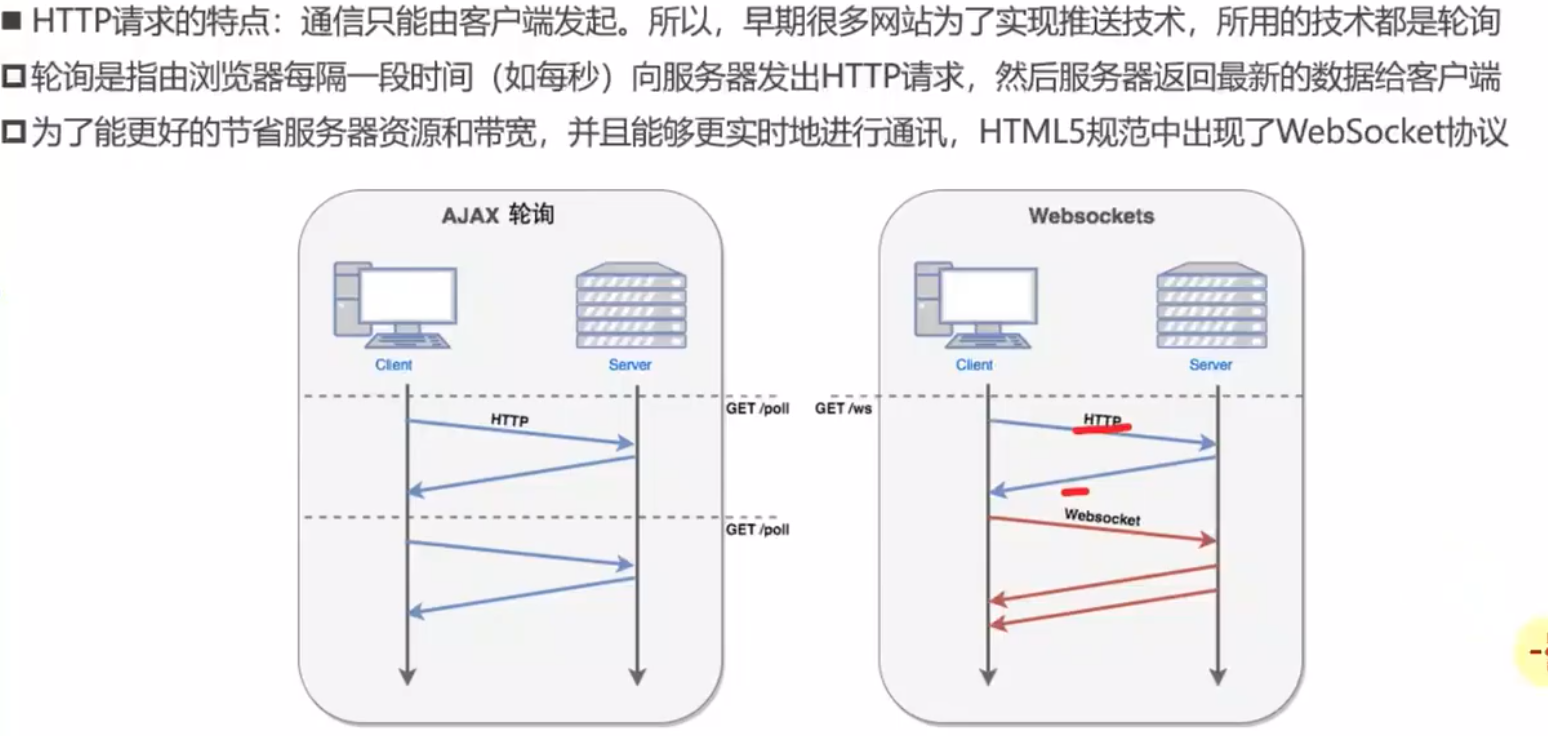 ■ HTTP请求的特点：通信只能由客户端发起。所以，早期很多网站为了实现推送技术，所用的技术都是轮询
轮询是指由浏览器每隔一段时间（如每秒）向服务器发出HTTP请求，然后服务器返回最新的数据给客户端
为了能更好的节省服务器资源和带宽，并且能够更实时地进行通讯，HTML5规范中出现了WebSocket协议
AJAX 轮询
Client
Server
GET /poll
HTTP
GET /poll
Websockets
Client
Server
GET /ws
HTTP
Websocket